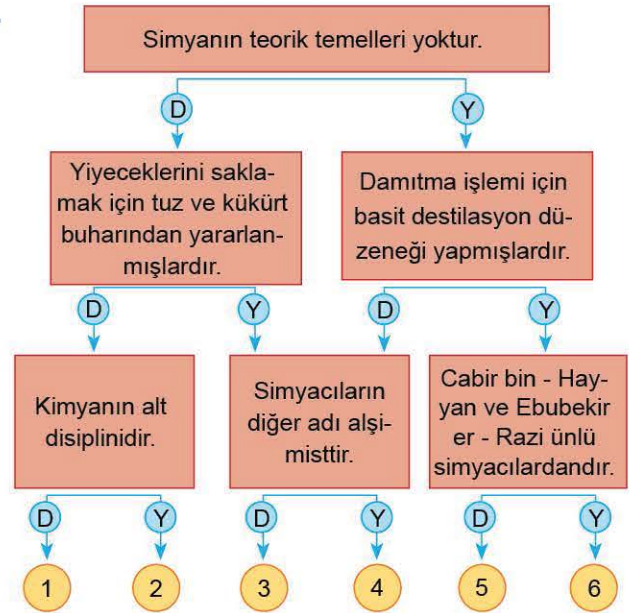 Simyanın teorik temelleri yoktur.
D
Y
Yiyeceklerini sakla-
mak için tuz ve kükürt
buharından yararlan-
mışlardır.
Damıtma işlemi için
basit destilasyon dü-
zeneği yapmışlardır.
D
Y
D
Y
Kimyanın alt
disiplinidir.
Simyacıların
diğer adı alşi-
misttir.
Cabir bin - Hay-
yan ve Ebubekir
er - Razi ünlü
simyacılardandır.
D
Y
D
Y
D
Y
1
2
3
4
5
6